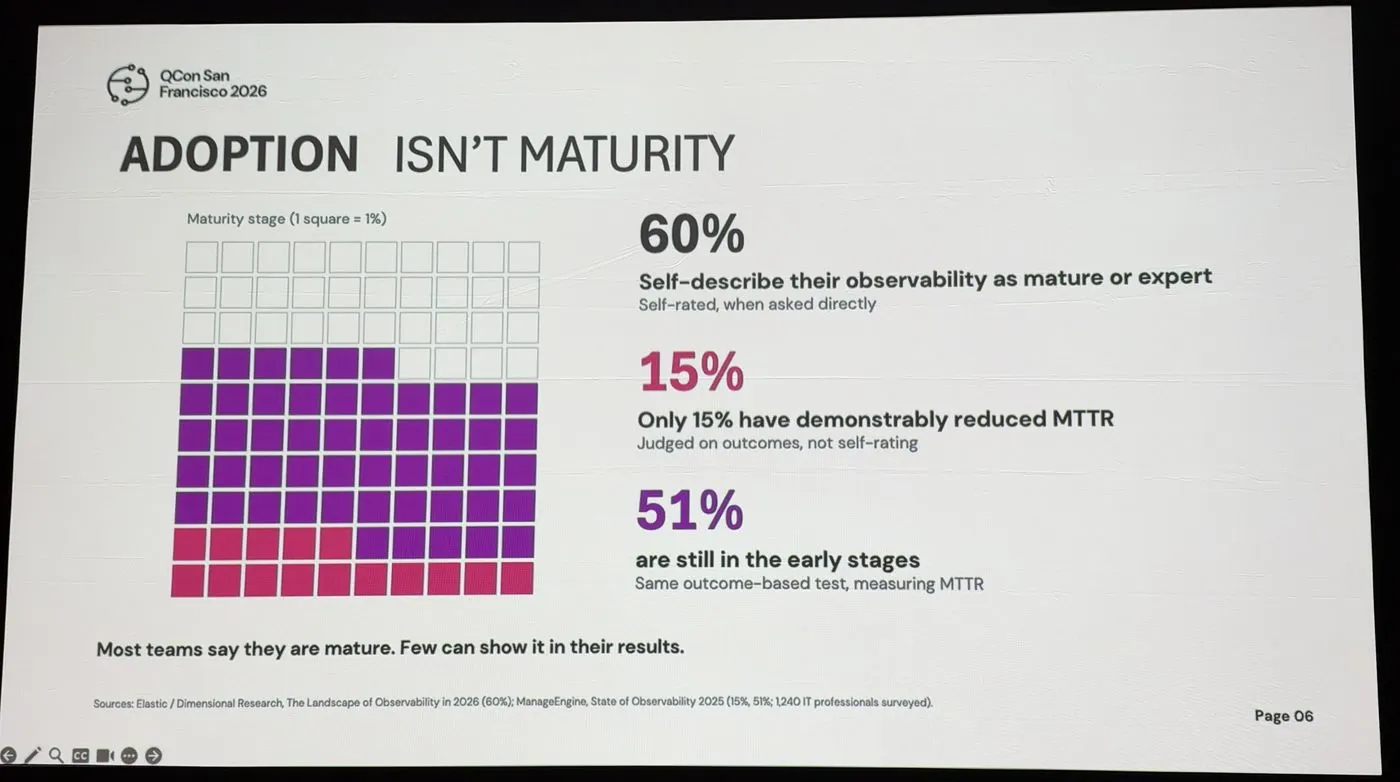 QCon San
Francisco 2026
ADOPTION ISN'T MATURITY
Maturity stage (1 square = 1%)
60%
Self-describe their observability as mature or expert
Self-rated, when asked directly
15%
Only 15% have demonstrably reduced MTTR
Judged on outcomes, not self-rating
51%
are still in the early stages
Same outcome-based test, measuring MTTR
Most teams say they are mature. Few can show it in their results.
Sources: Elastic / Dimensional Research, The Landscape of Observability in 2026 (60%); ManageEngine, State of Observability 2025 (15%, 51%; 1,240 IT professionals surveyed).
Page 06
CC